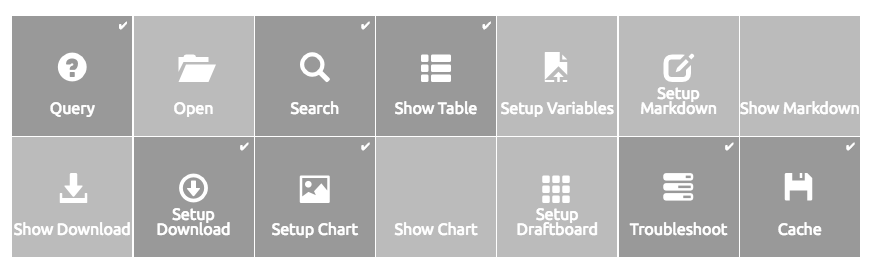 Query
Open
Search
Show Table
Setup Variables
Setup
Markdown
Show Markdown
Show Download
Setup
Download
Setup Chart
Show Chart
Setup
Draftboard
Troubleshoot
Cache